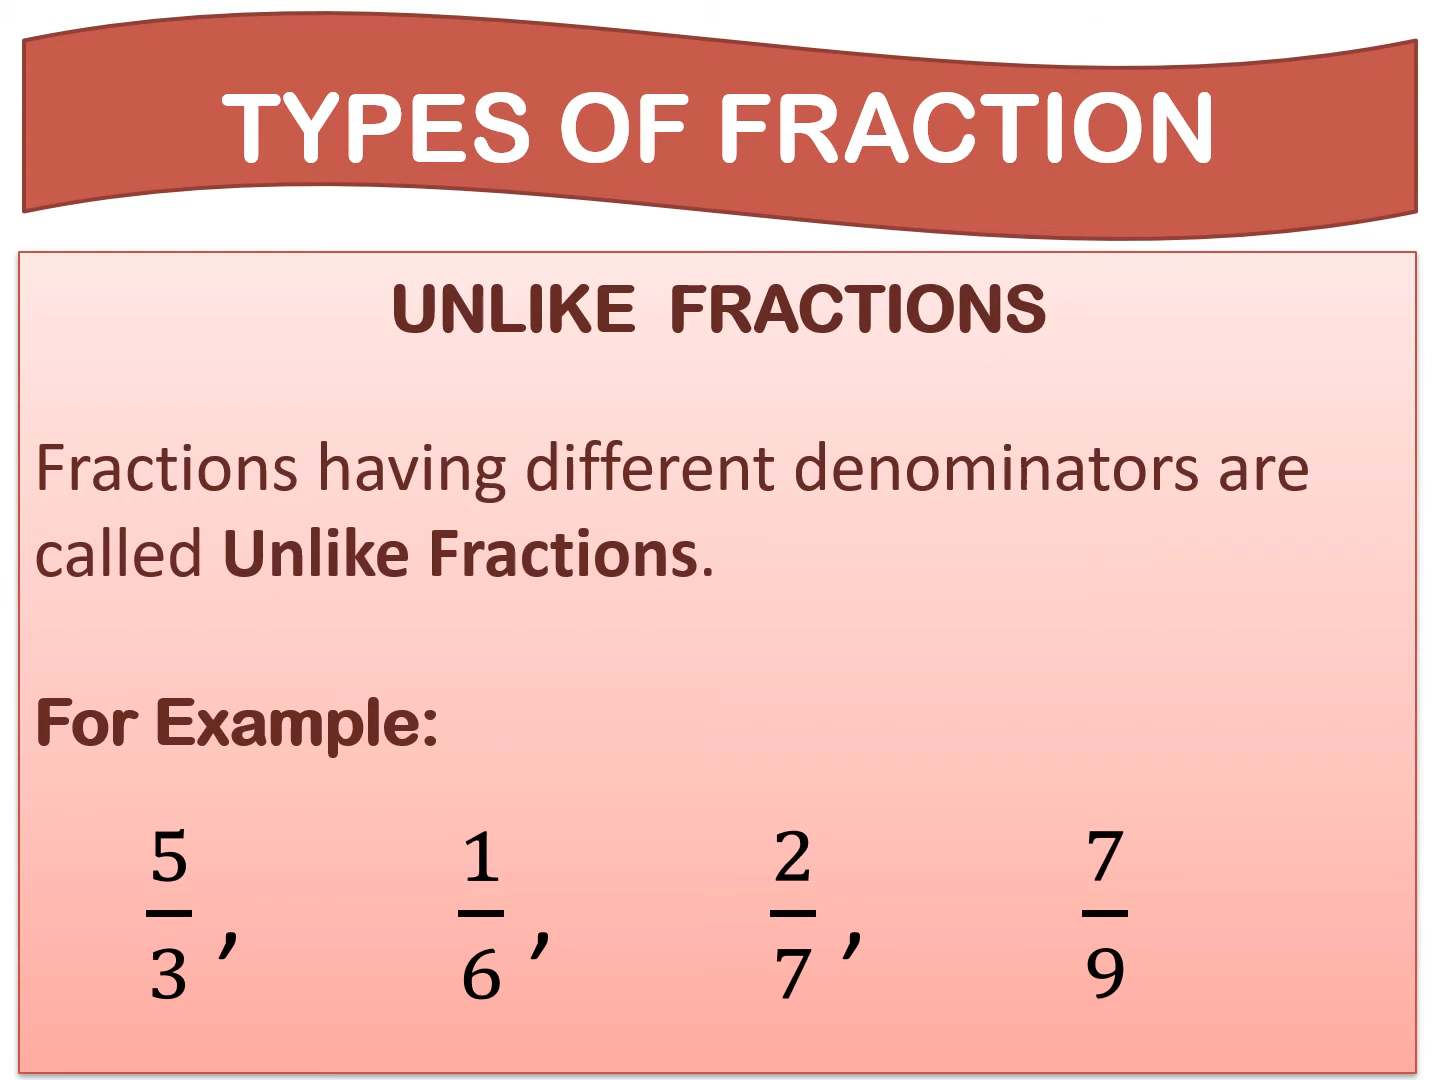 TYPES OF FRACTION
UNLIKE FRACTIONS
Fractions having different denominators are
called Unlike Fractions.
For Example:
5/3, 1/6, 2/7, 7/9